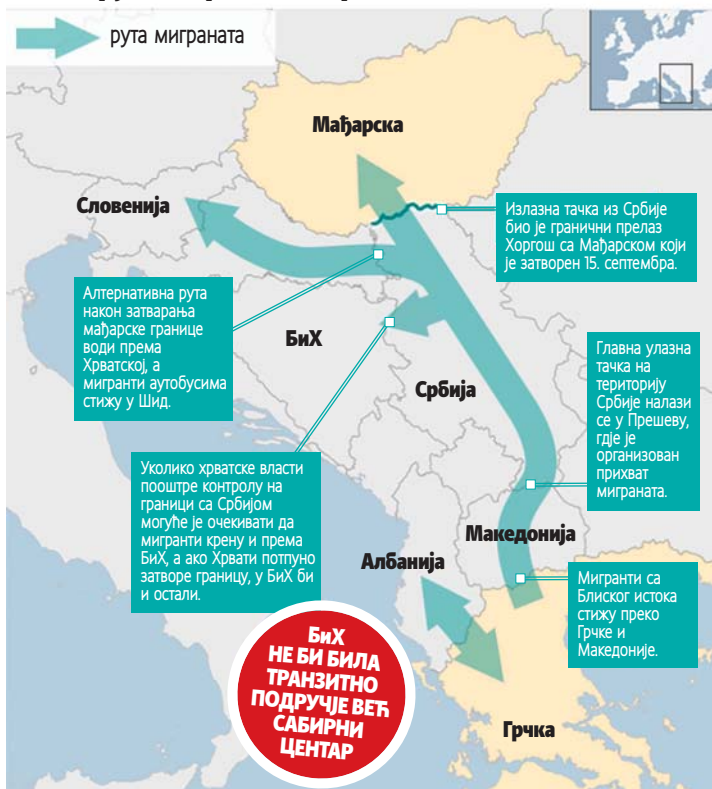 рута миграната
Мађарска
Словенија
Излазна тачка из Србије
био је гранични прелаз
Хоргош са Мађарском који
је затворен 15. септембра.
Алтернативна рута
након затварања
мађарске границе
води према
Хрватској, а
мигранти аутобусима
стижу у Шид.
БиХ
Србија
Главна улазна
тачка на
територију
Србије налази
се у Прешеву,
гдје је
организован
прихват
миграната.
Уколико хрватске власти
пооштре контролу на
граници са Србијом
могуће је очекивати да
мигранти крену и према
БиХ, а ако Хрвати потпуно
затворе границу, у БиХ би
и остали.
Македонија
Албанија
Мигранти са
Блиског истока
стижу преко
Грчке и
Македоније.
БиХ
НЕ БИ БИЛА
ТРАНЗИТНО
ПОДРУЧЈЕ ВЕЋ
САБИРНИ
ЦЕНТАР
Грчка